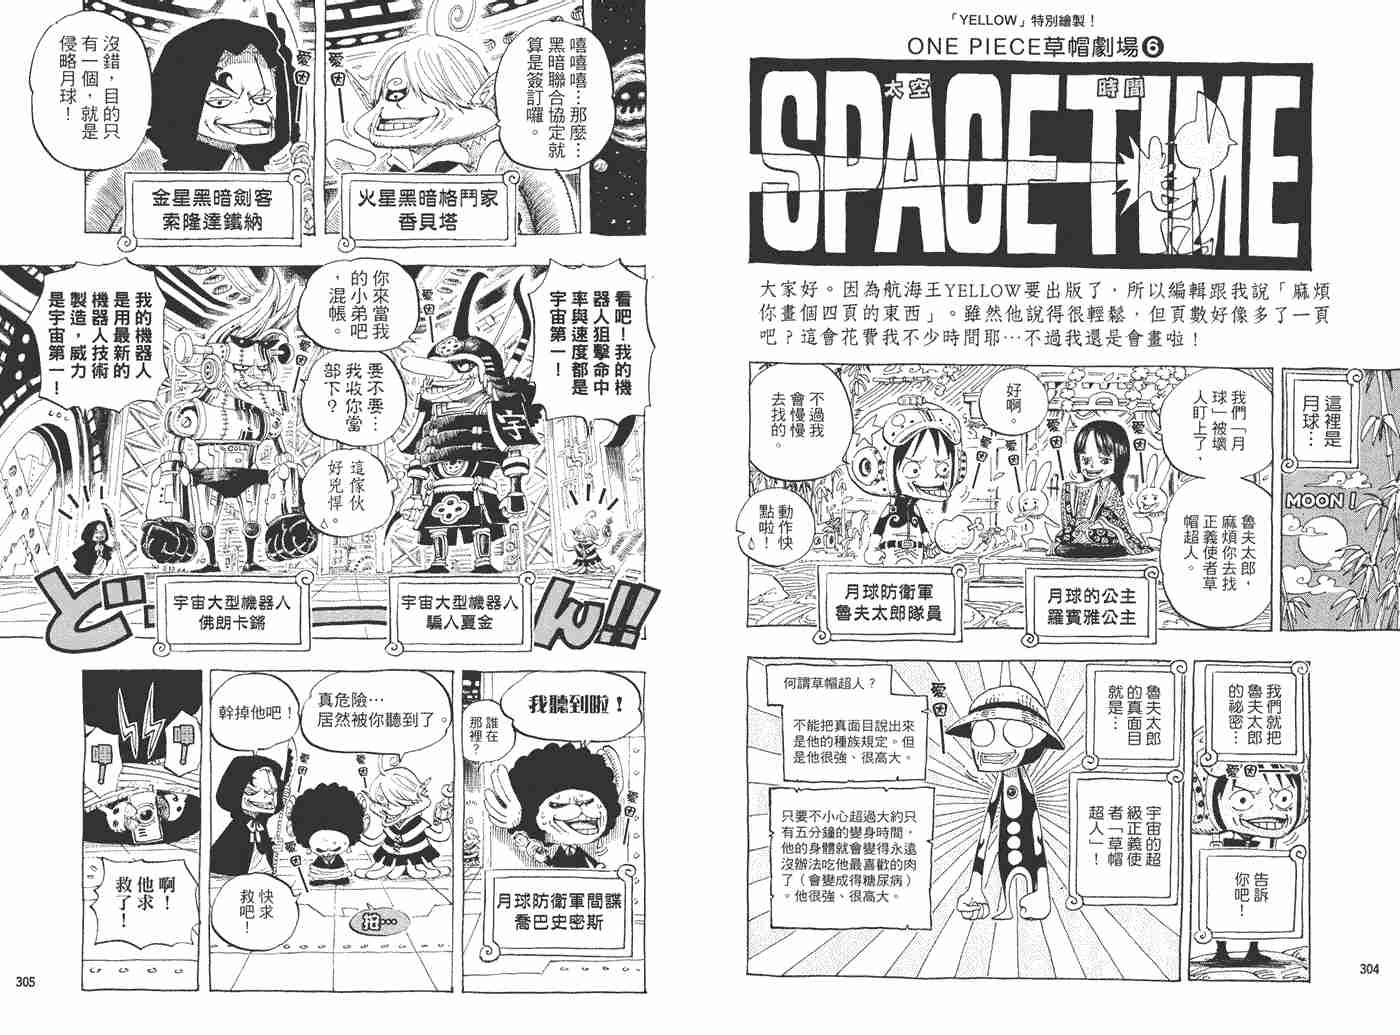 「YELLOW」特別繪製！
ONE PIECE草帽劇場❻
SPACE TIME
太空 時間
大家好。因為航海王YELLOW要出版了，所以編輯跟我說「麻煩
你畫個四頁的東西」。雖然他說得很輕鬆，但頁數好像多了一頁
吧？這會花費我不少時間耶…不過我還是會畫啦！
這裡是
月球…
MOON！
我們「月
球」被壞
人盯上了。
魯夫太郎，
麻煩你去找
正義使者草
帽超人。
好啊。
不過我
會慢慢
去找的。
動作快
點啦！
月球的公主
羅賓雅公主
月球防衛軍
魯夫太郎隊員
我們就把
魯夫太郎
的祕密…
告訴
你吧！
魯夫太郎
的真面目
就是…
宇宙的超
級正義使
者「草帽
超人」！
何謂草帽超人？
不能把真面目說出來
是他的種族規定。但
是他很強、很高大。
只要不小心超過大約只
有五分鐘的變身時間，
他的身體就會變得永遠
沒辦法吃他最喜歡的肉
了（會變成得糖尿病）
。他很強、很高大。
304
嘻嘻嘻…那麼…
黑暗聯合協定就
算是簽訂囉。
火星黑暗格鬥家
香貝塔
沒錯，目的只
有一個，就是
侵略月球！
金星黑暗劍客
索隆達鐵納
看吧！我的機
器人狙擊命中
率與速度都是
宇宙第一！
宇
你來當我
的小弟吧
，混帳。
要不要…
我收你當
部下？
這傢伙
好兇悍。
我的機器人
是用最新的
機器人技術
製造，威力
是宇宙第一！
COLA
ど
ん!!
宇宙大型機器人
騙人夏金
宇宙大型機器人
佛朗卡鏘
我聽到啦！
誰在
那裡？
月球防衛軍間諜
喬巴史密斯
真危險…
居然被你聽到了。
幹掉他吧！
快求
救吧！
拍…
啊！
他求
救了！
305